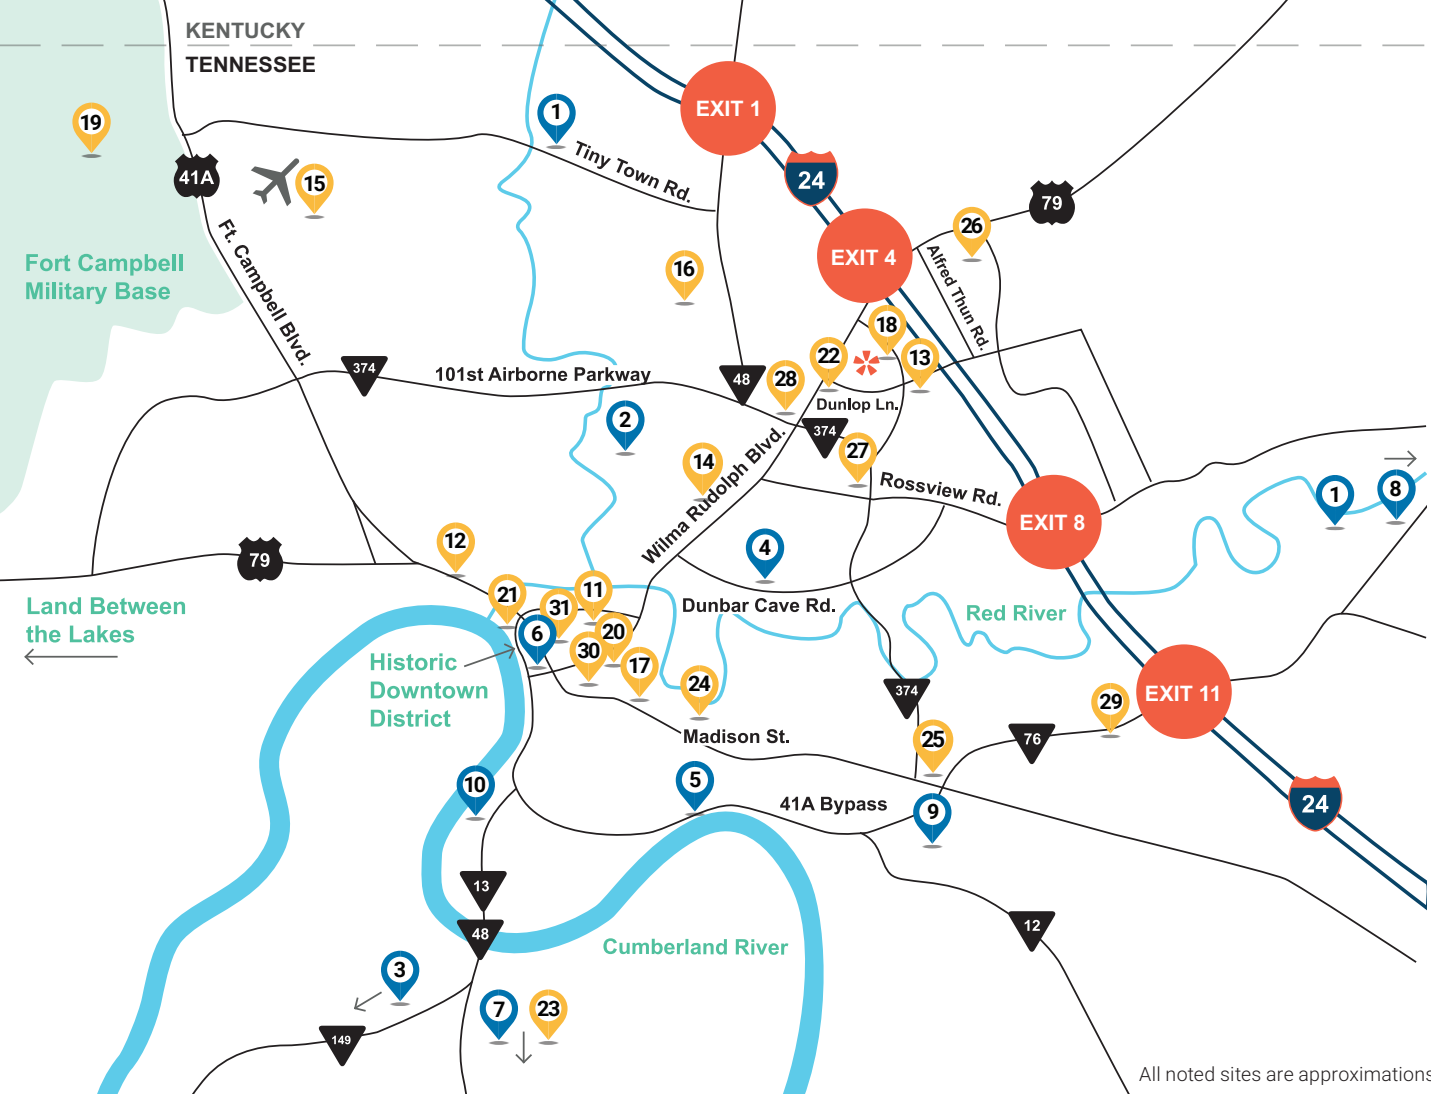 KENTUCKY
TENNESSEE
EXIT 1
19
1
41A
15
Tiny Town Rd.
24
79
Ft. Campbell Blvd.
EXIT 4
26
Alfred Thun Rd.
Fort Campbell
Military Base
16
18
22
13
374
101st Airborne Parkway
48
28
Dunlop Ln.
2
374
14
Wilma Rudolph Blvd.
27
Rossview Rd.
EXIT 8
1
8
12
79
4
Land Between
the Lakes
21
11
31
Dunbar Cave Rd.
Red River
6
20
30
17
Historic
Downtown
District
24
374
EXIT 11
29
Madison St.
25
76
10
5
41A Bypass
9
24
13
48
Cumberland River
12
3
7
23
149
All noted sites are approximations